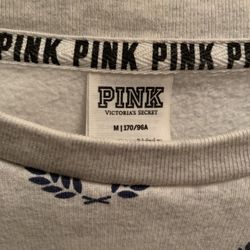 PINK PINK PINK PINK
PINK
VICTORIA'S SECRET
M | 170/96A